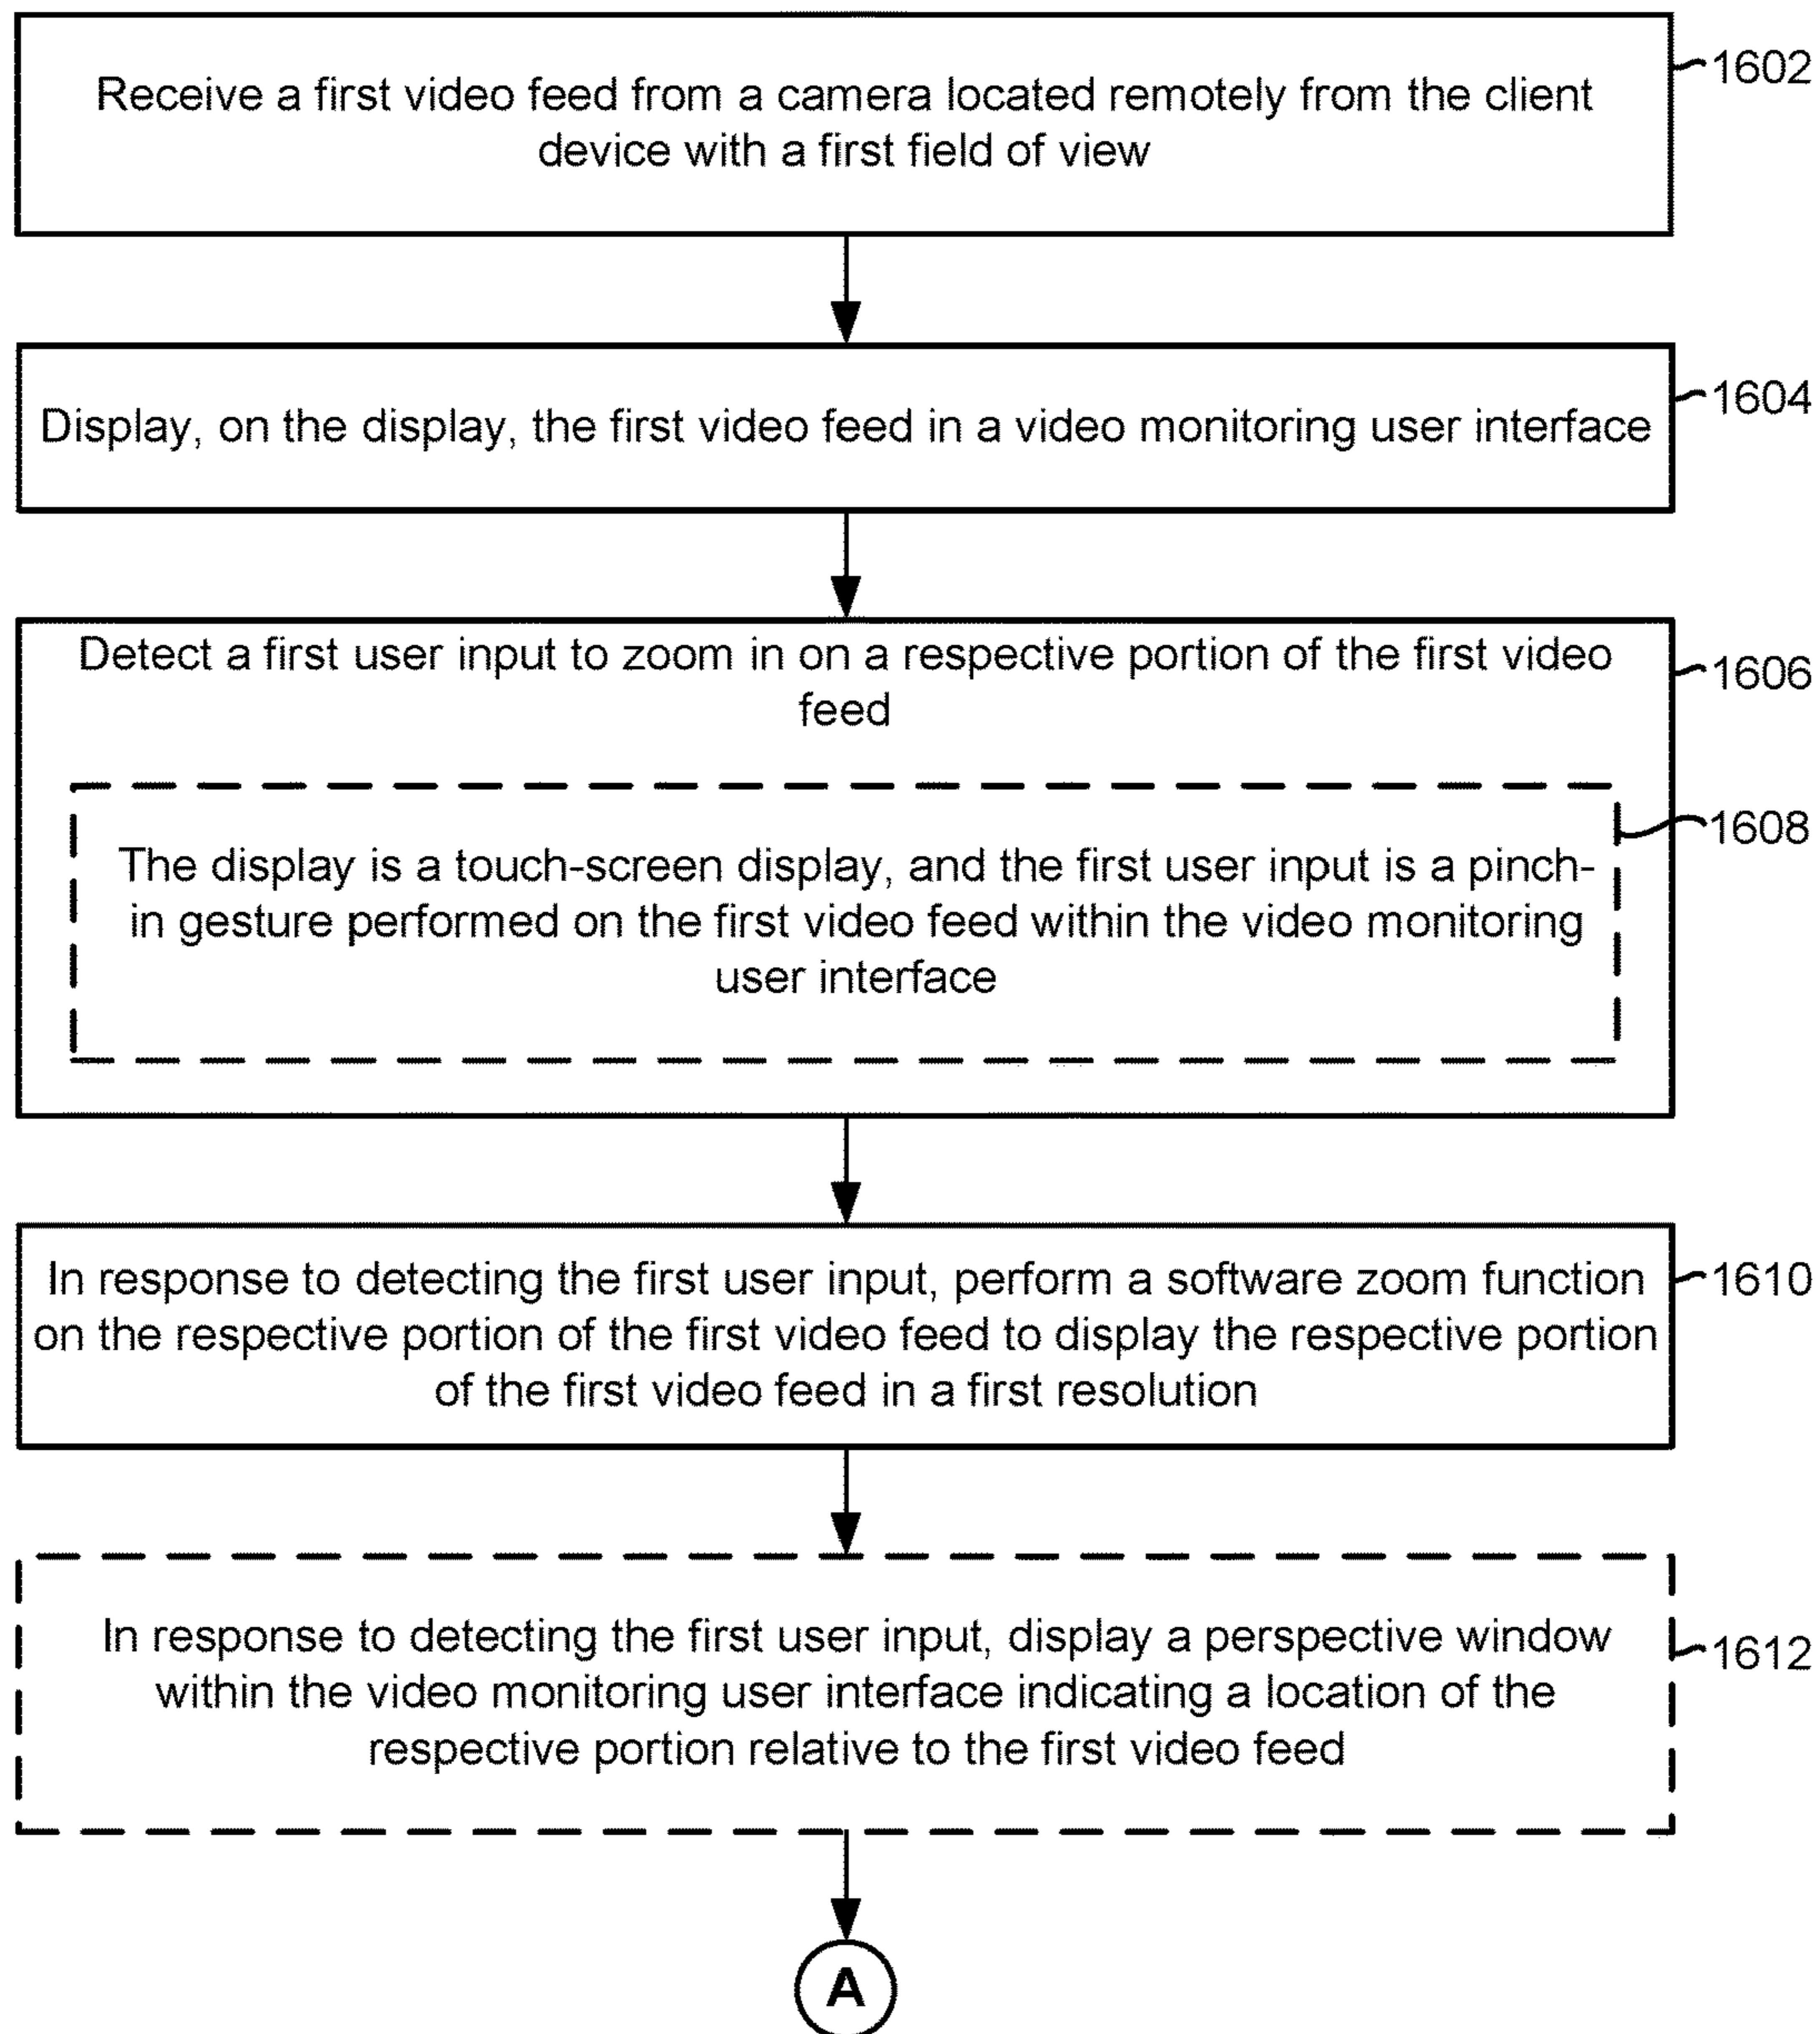 Receive a first video feed from a camera located remotely from the client
device with a first field of view
1602
Display, on the display, the first video feed in a video monitoring user interface
1604
Detect a first user input to zoom in on a respective portion of the first video
feed
1606
The display is a touch-screen display, and the first user input is a pinch-
in gesture performed on the first video feed within the video monitoring
user interface
1608
In response to detecting the first user input, perform a software zoom function
on the respective portion of the first video feed to display the respective portion
of the first video feed in a first resolution
1610
In response to detecting the first user input, display a perspective window
within the video monitoring user interface indicating a location of the
respective portion relative to the first video feed
1612
A